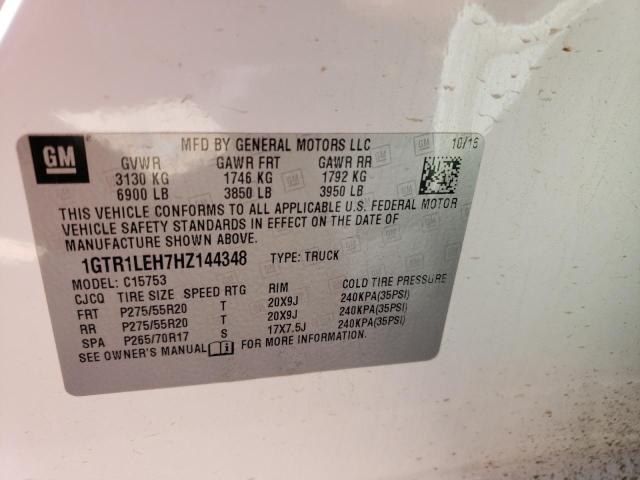 GM
MFD BY GENERAL MOTORS LLC 10/16
GVWR GAWR FRT GAWR RR
3130 KG 1746 KG 1792 KG
6900 LB 3850 LB 3950 LB
THIS VEHICLE CONFORMS TO ALL APPLICABLE U.S. FEDERAL MOTOR
VEHICLE SAFETY STANDARDS IN EFFECT ON THE DATE OF
MANUFACTURE SHOWN ABOVE.
1GTR1LEH7HZ144348 TYPE: TRUCK
MODEL: C15753
CJCQ TIRE SIZE SPEED RTG RIM COLD TIRE PRESSURE
FRT P275/55R20 T 20X9J 240KPA(35PSI)
RR P275/55R20 T 20X9J 240KPA(35PSI)
SPA P265/70R17 S 17X7.5J 240KPA(35PSI)
SEE OWNER'S MANUAL FOR MORE INFORMATION.